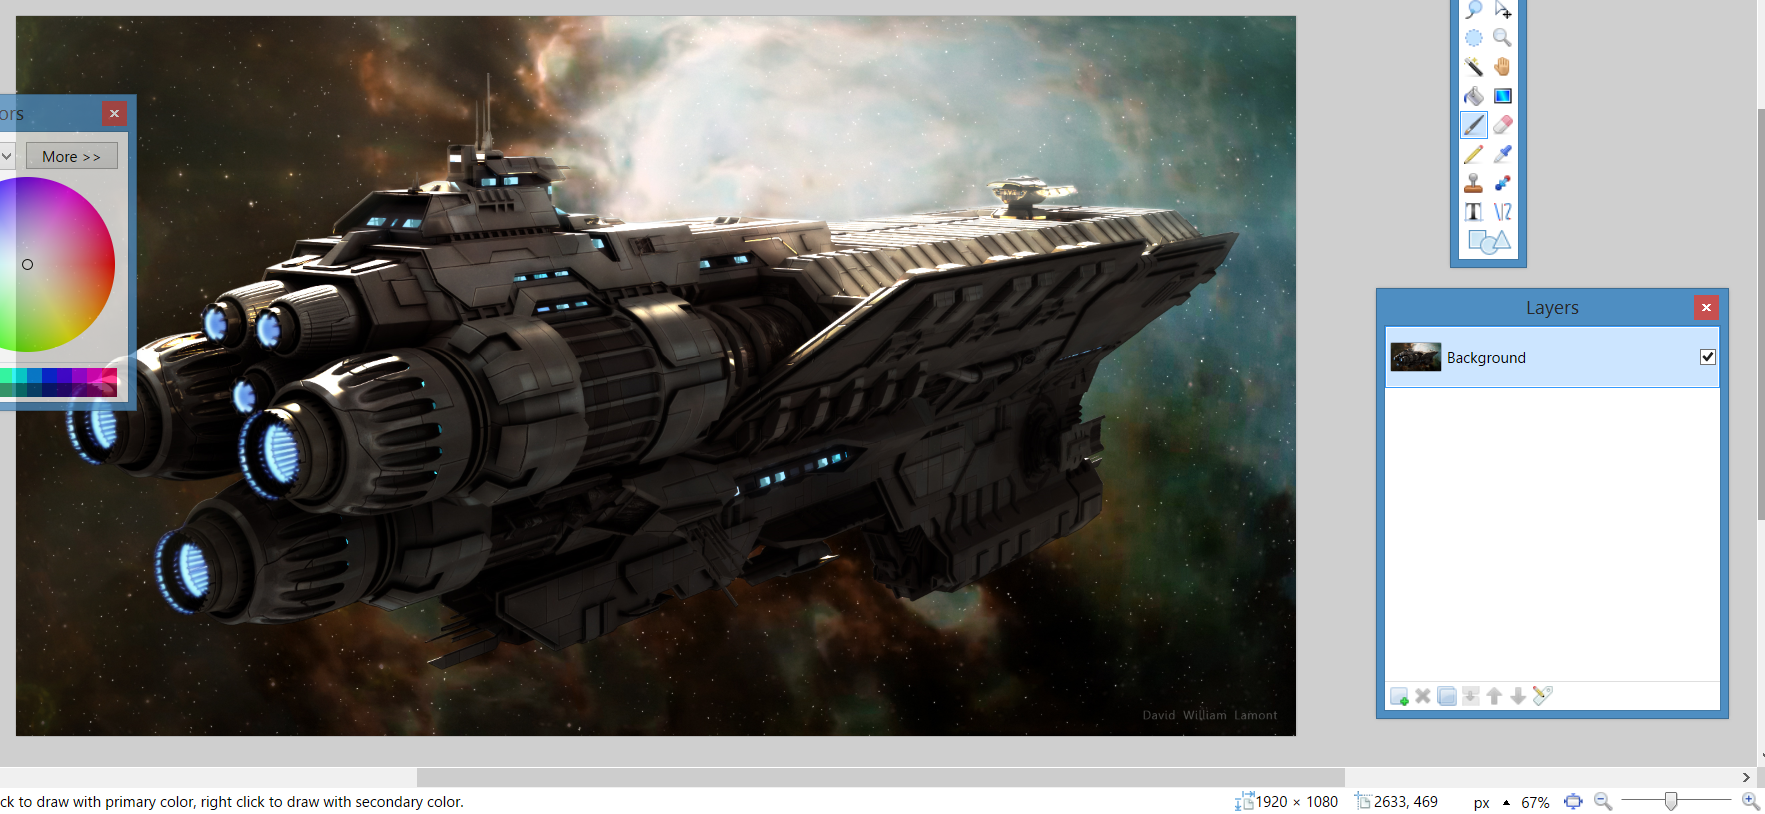 ors
More >>
Layers
Background
David William Lamont
ck to draw with primary color, right click to draw with secondary color.
1920 × 1080
2633, 469
px
67%